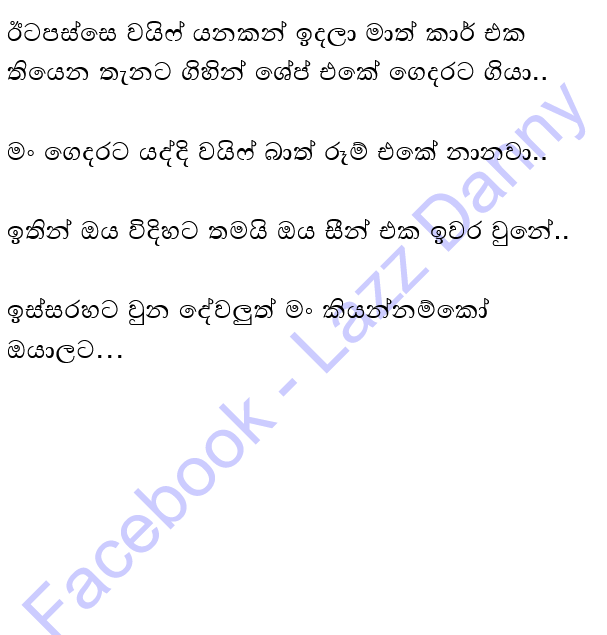 ඊටපස්සෙ වයිෆ් යනකන් ඉදලා මාත් කාර් එක
තියෙන තැනට ගිහින් ශේප් එකේ ගෙදරට ගියා..
මං ගෙදරට යද්දි වයිෆ් බාත් රූම් එකේ නානවා..
ඉතින් ඔය විදිහට තමයි ඔය සීන් එක ඉවර වුනේ..
ඉස්සරහට වුන දේවලුත් මං කියන්නම්කෝ
ඔයාලට...
Facebook - Lazz Danny